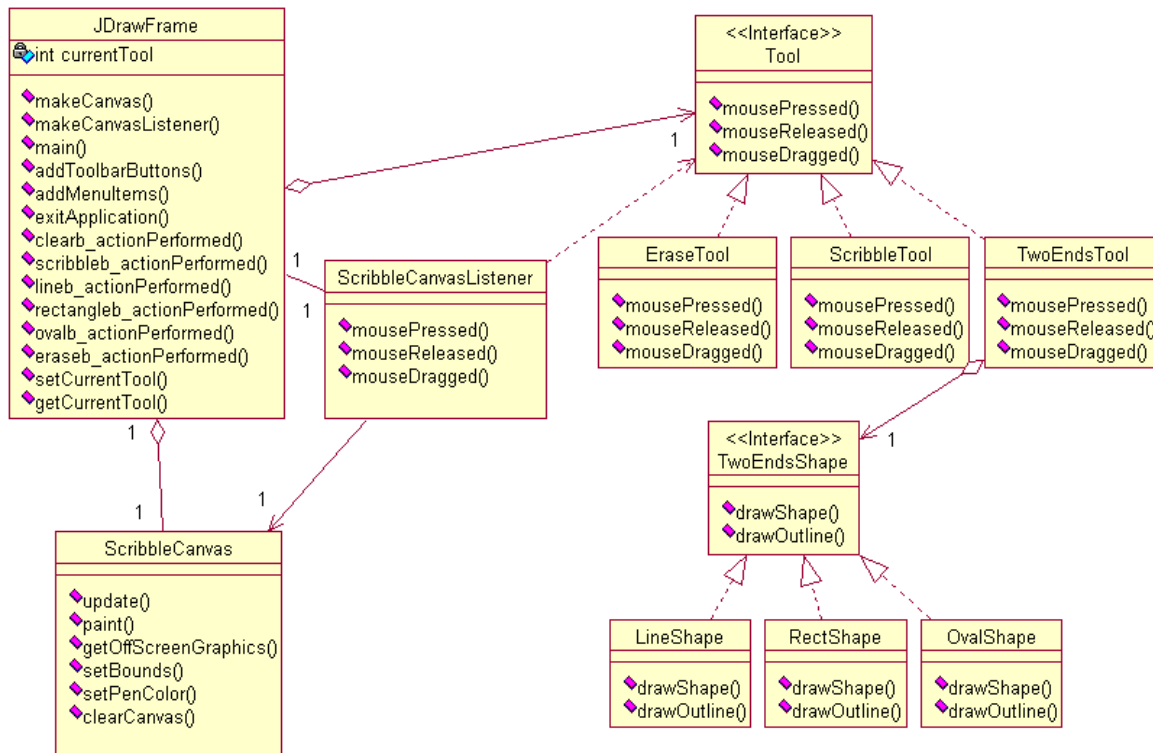 JDrawFrame
int currentTool
makeCanvas()
makeCanvasListener()
main()
addToolbarButtons()
addMenuItems()
exitApplication()
clearb_actionPerformed()
scribbleb_actionPerformed()
lineb_actionPerformed()
rectangleb_actionPerformed()
ovalb_actionPerformed()
eraseb_actionPerformed()
setCurrentTool()
getCurrentTool()
<<Interface>>
Tool
mousePressed()
mouseReleased()
mouseDragged()
1
1
1
ScribbleCanvasListener
mousePressed()
mouseReleased()
mouseDragged()
EraseTool
mousePressed()
mouseReleased()
mouseDragged()
ScribbleTool
mousePressed()
mouseReleased()
mouseDragged()
TwoEndsTool
mousePressed()
mouseReleased()
mouseDragged()
1
1
1
1
<<Interface>>
TwoEndsShape
drawShape()
drawOutline()
ScribbleCanvas
update()
paint()
getOffScreenGraphics()
setBounds()
setPenColor()
clearCanvas()
LineShape
drawShape()
drawOutline()
RectShape
drawShape()
drawOutline()
OvalShape
drawShape()
drawOutline()